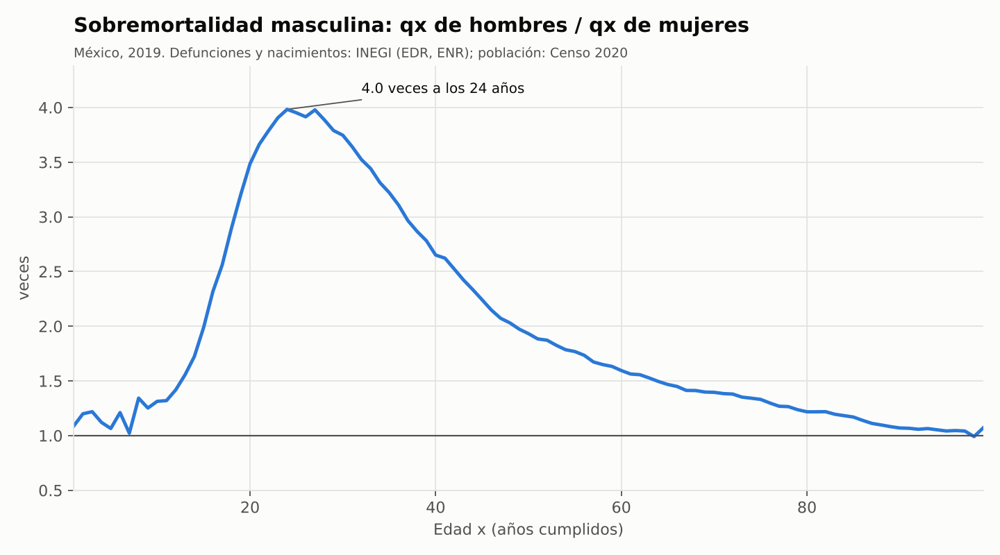 Sobremortalidad masculina: qx de hombres / qx de mujeres
México, 2019. Defunciones y nacimientos: INEGI (EDR, ENR); población: Censo 2020
4.0 veces a los 24 años
4.0
3.5
3.0
2.5
2.0
1.5
1.0
0.5
veces
20 40 60 80
Edad x (años cumplidos)